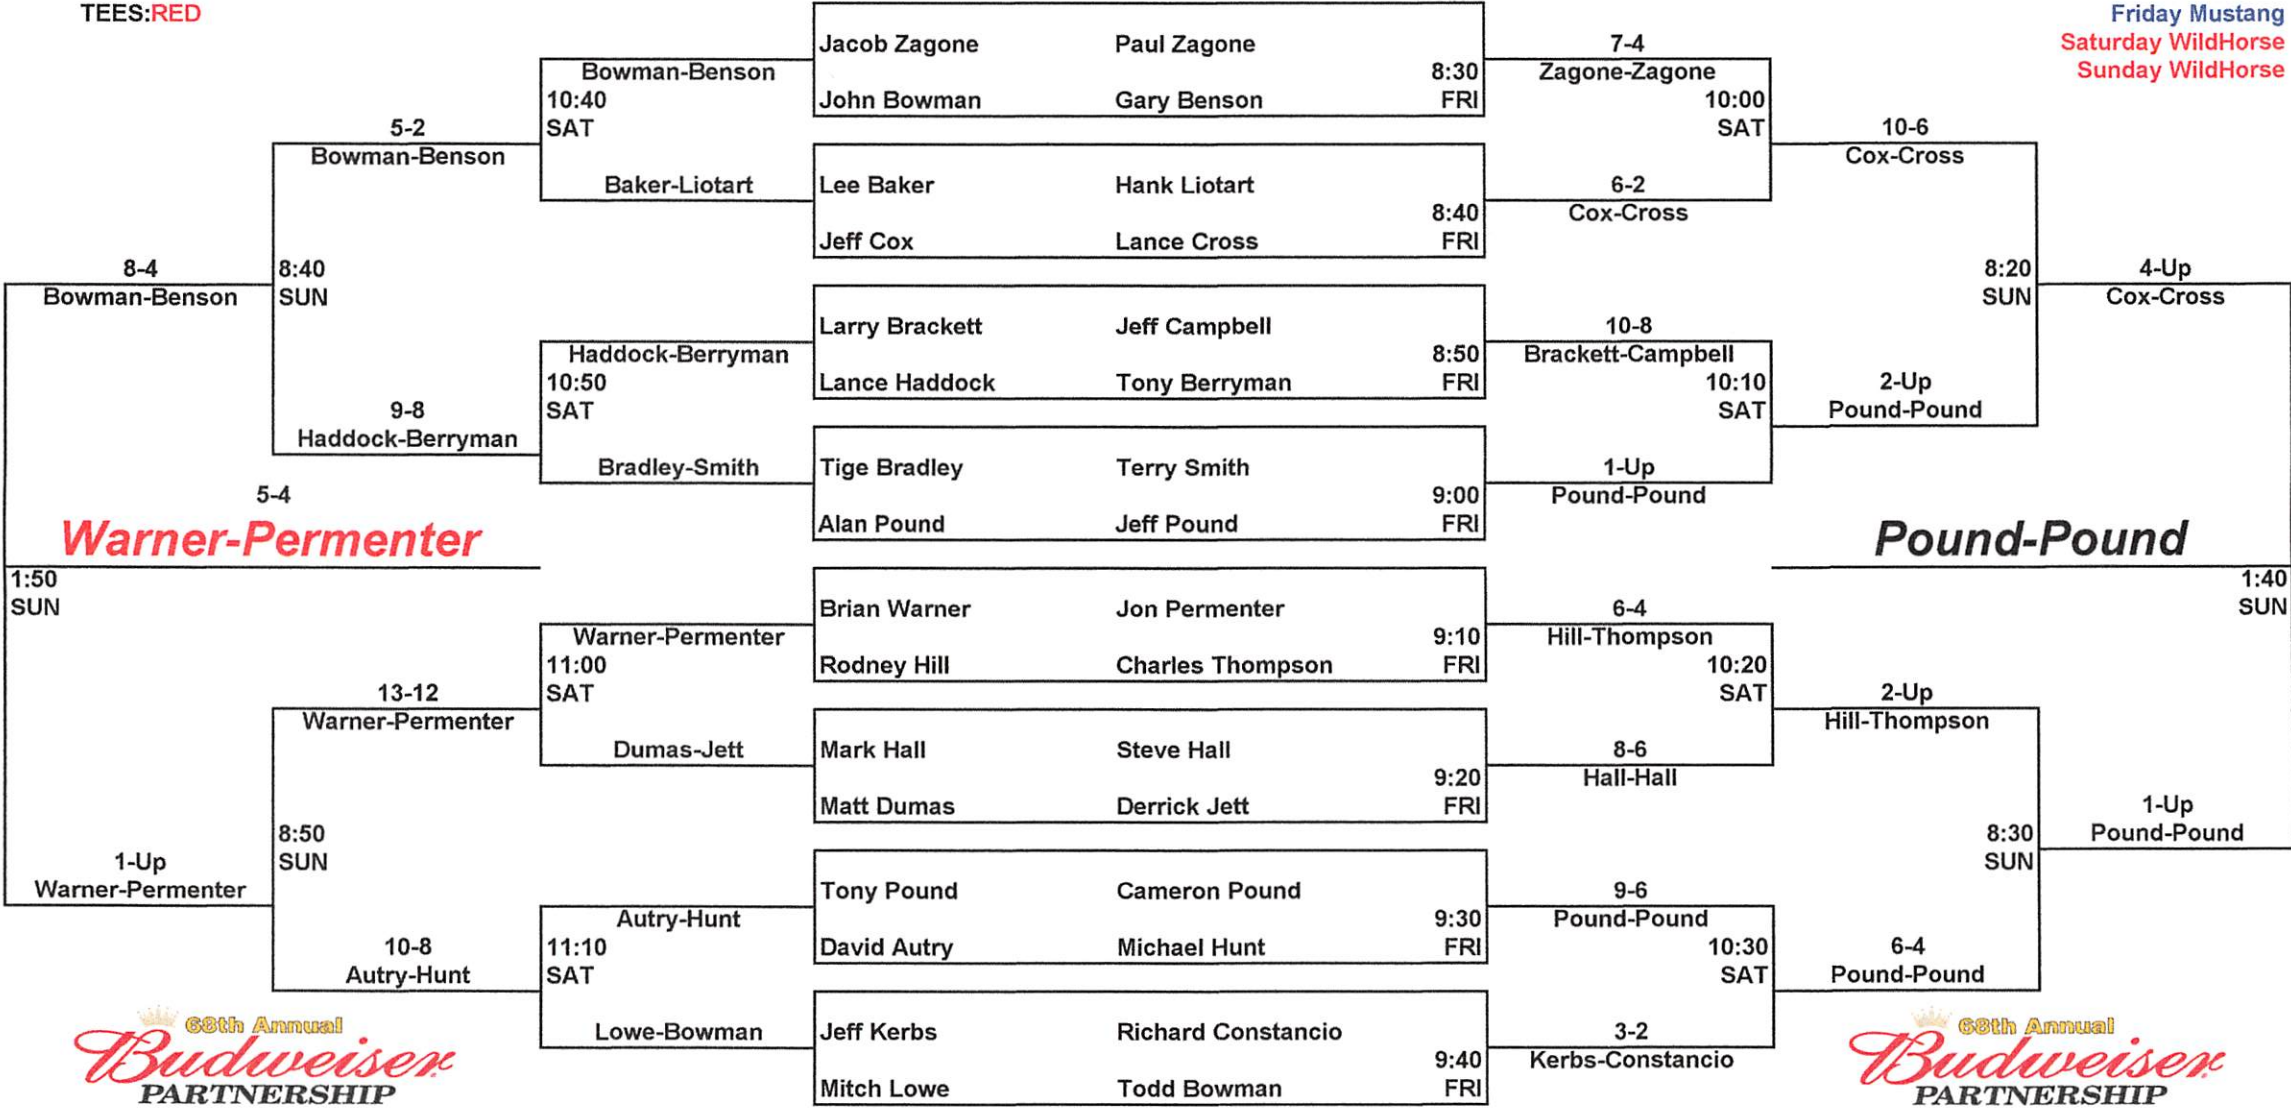 TEES:RED
Friday Mustang
Saturday WildHorse
Sunday WildHorse
Jacob Zagone Paul Zagone
8:30
John Bowman Gary Benson FRI
Lee Baker Hank Liotart
8:40
Jeff Cox Lance Cross FRI
Larry Brackett Jeff Campbell
8:50
Lance Haddock Tony Berryman FRI
Tige Bradley Terry Smith
9:00
Alan Pound Jeff Pound FRI
Brian Warner Jon Permenter
9:10
Rodney Hill Charles Thompson FRI
Mark Hall Steve Hall
9:20
Matt Dumas Derrick Jett FRI
Tony Pound Cameron Pound
9:30
David Autry Michael Hunt FRI
Jeff Kerbs Richard Constancio
9:40
Mitch Lowe Todd Bowman FRI
Bowman-Benson
10:40
SAT
Baker-Liotart
Haddock-Berryman
10:50
SAT
Bradley-Smith
Warner-Permenter
11:00
SAT
Dumas-Jett
Autry-Hunt
11:10
SAT
Lowe-Bowman
5-2
Bowman-Benson
8:40
SUN
9-8
Haddock-Berryman
13-12
Warner-Permenter
8:50
SUN
10-8
Autry-Hunt
8-4
Bowman-Benson
5-4
Warner-Permenter
1:50
SUN
1-Up
Warner-Permenter
7-4
Zagone-Zagone
10:00
SAT
6-2
Cox-Cross
10-8
Brackett-Campbell
10:10
SAT
1-Up
Pound-Pound
6-4
Hill-Thompson
10:20
SAT
8-6
Hall-Hall
9-6
Pound-Pound
10:30
SAT
3-2
Kerbs-Constancio
10-6
Cox-Cross
8:20
SUN
2-Up
Pound-Pound
2-Up
Hill-Thompson
8:30
SUN
6-4
Pound-Pound
4-Up
Cox-Cross
Pound-Pound
1:40
SUN
1-Up
Pound-Pound
68th Annual
Budweiser
PARTNERSHIP
68th Annual
Budweiser
PARTNERSHIP